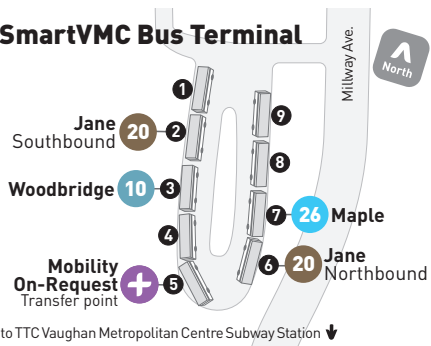 SmartVMC Bus Terminal
Millway Ave.
North
1
9
Jane
Southbound
20
2
8
Woodbridge
10
3
7
26
Maple
4
Mobility
On-Request
Transfer point
+
5
6
20
Jane
Northbound
to TTC Vaughan Metropolitan Centre Subway Station